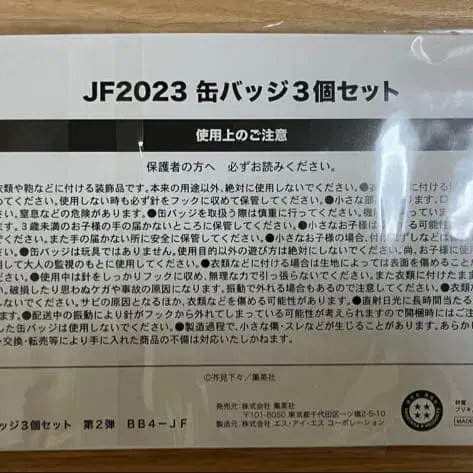 JF2023 缶バッジ3個セット
使用上のご注意
保護者の方へ 必ずお読みください。
衣類や鞄などに付ける装飾品です。本来の用途以外、絶対に使用しないでください。
てください。使用しない時も必ず針をフックに収めて保管してください。●小さな部
い。窒息などの危険があります。●缶バッジを取扱う際は慎重に行ってください。
ます。3歳未満のお子様の手の届かないところに保管してください。●小さなお子様は
ださい。また手の届かない所に安全に保管してください。●小さなお子様の場合、
い。●缶バッジは玩具ではありません。使用目的以外の遊び方は絶対にしないでください。尚、お子様に使用
用して大人の監視のもとに使用してください。●衣類などに付ける場合は生地によっては表面を傷めることが
い。●使用中は針をしっかりフックに収め、無理な力で引っ張らないでください。また衣類に付けたまま
破損したり思わぬケガや事故の原因になります。振動で外れる場合もあるので注意してください。●衣類な
でください。サビの原因となるほか、衣類などを傷める可能性があります。●直射日光に長時間当たる
●配送中の振動により針がフックから外れてしまっている可能性が考えられますので開梱時にはご注
した缶バッジは使用しないでください。●製造過程で、小さな傷・スレなどが生じることがあります。あらか
・交換・転売等により手に入れた商品の不備は対応いたしかねます。
©芥見下々／集英社
ッジ3個セット 第2弾 BB4-JF
発売元：株式会社 集英社
〒101-8050 東京都千代田区一ツ橋2-5-10
製造元：株式会社 エス・アイ・エス コーポレーション
材質
ブリキ
MADE